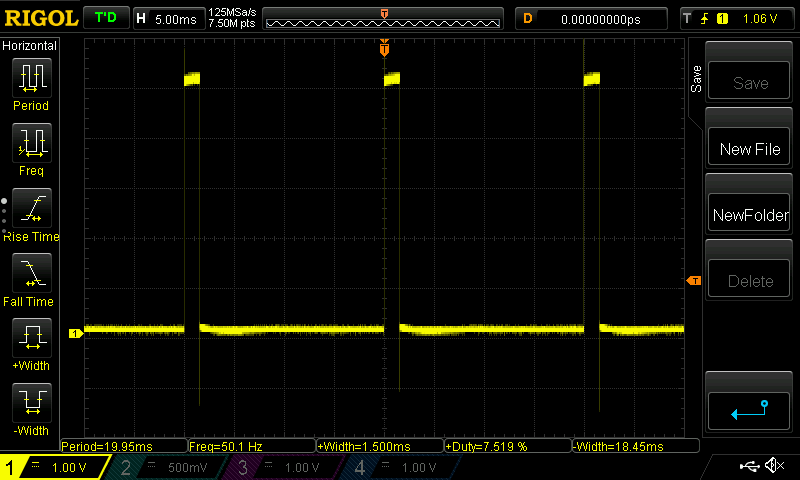 RIGOL T'D H 5.00ms 125MSa/s 7.50M pts T D 0.00000000ps T 1 1.06 V
Horizontal
Period
Freq
Rise Time
Fall Time
+Width
-Width
T
T
1
Save
Save
New File
NewFolder
Delete
Period=19.95ms Freq=50.1 Hz +Width=1.500ms +Duty=7.519 % -Width=18.45ms
1 1.00 V 2 500mV 3 1.00 V 4 1.00 V